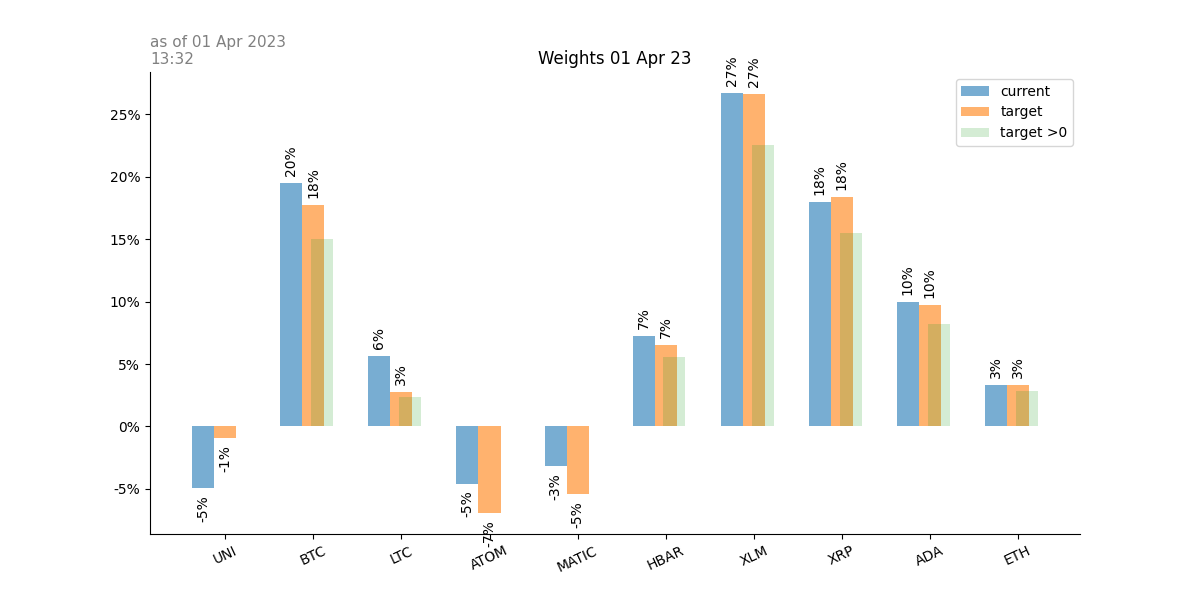 as of 01 Apr 2023
13:32
Weights 01 Apr 23
current
target
target >0
25%
20%
15%
10%
5%
0%
-5%
-5%
-1%
20%
18%
6%
3%
-5%
-7%
-3%
-5%
7%
7%
27%
27%
18%
18%
10%
10%
3%
3%
UNI
BTC
LTC
ATOM
MATIC
HBAR
XLM
XRP
ADA
ETH